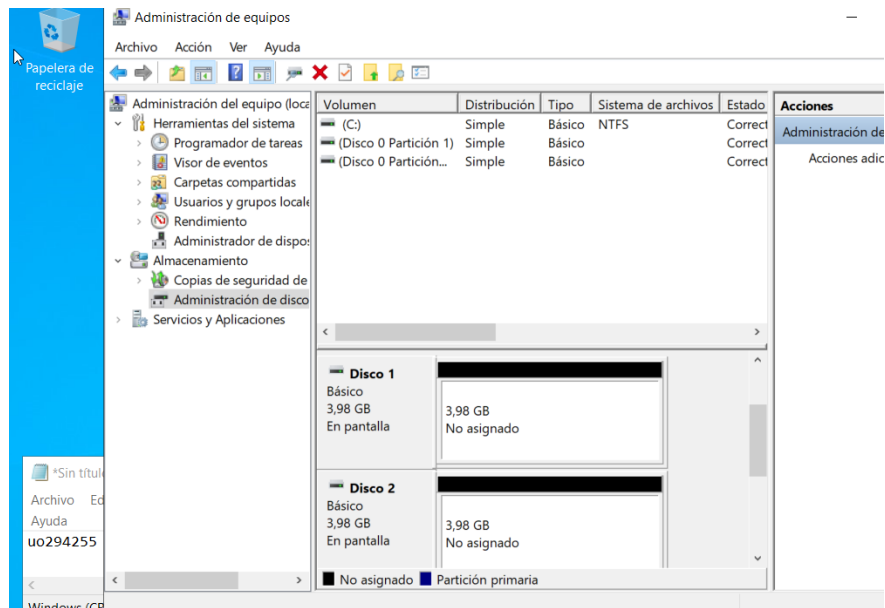 Papelera de
reciclaje
Administración de equipos
Archivo Acción Ver Ayuda
Administración del equipo (loca
Herramientas del sistema
Programador de tareas
Visor de eventos
Carpetas compartidas
Usuarios y grupos locale
Rendimiento
Administrador de dispo
Almacenamiento
Copias de seguridad de
Administración de disco
Servicios y Aplicaciones
Volumen Distribución Tipo Sistema de archivos Estado
(C:) Simple Básico NTFS Correct
(Disco 0 Partición 1) Simple Básico Correct
(Disco 0 Partición... Simple Básico Correct
Disco 1
Básico
3,98 GB
En pantalla
3,98 GB
No asignado
Disco 2
Básico
3,98 GB
En pantalla
3,98 GB
No asignado
No asignado Partición primaria
Acciones
Administración de
Acciones adic
*Sin títul
Archivo Ed
Ayuda
uo294255
Windows (CR